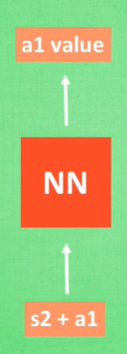 a1 value
NN
s2 + a1